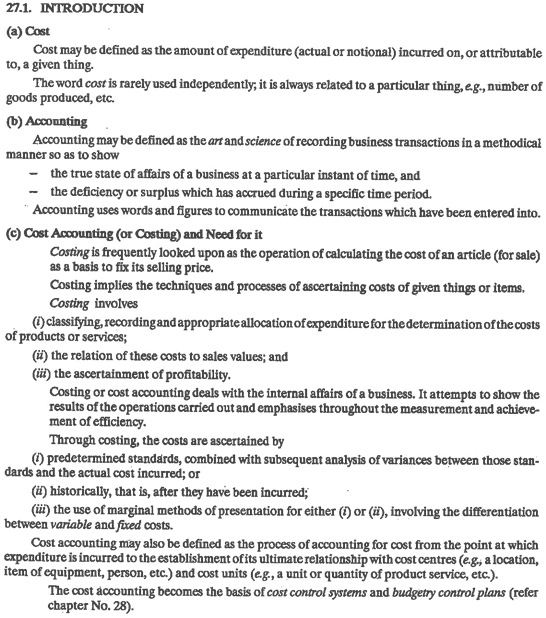 27.1. INTRODUCTION
(a) Cost
Cost may be defined as the amount of expenditure (actual or notional) incurred on, or attributable
to, a given thing.
The word cost is rarely used independently; it is always related to a particular thing, e.g., number of
goods produced, etc.
(b) Accounting
Accounting may be defined as the art and science of recording business transactions in a methodical
manner so as to show
– the true state of affairs of a business at a particular instant of time, and
– the deficiency or surplus which has accrued during a specific time period.
Accounting uses words and figures to communicate the transactions which have been entered into.
(c) Cost Accounting (or Costing) and Need for it
Costing is frequently looked upon as the operation of calculating the cost of an article (for sale)
as a basis to fix its selling price.
Costing implies the techniques and processes of ascertaining costs of given things or items.
Costing involves
(i) classifying, recording and appropriate allocation of expenditure for the determination of the costs
of products or services;
(ii) the relation of these costs to sales values; and
(iii) the ascertainment of profitability.
Costing or cost accounting deals with the internal affairs of a business. It attempts to show the
results of the operations carried out and emphasises throughout the measurement and achieve-
ment of efficiency.
Through costing, the costs are ascertained by
(i) predetermined standards, combined with subsequent analysis of variances between those stan-
dards and the actual cost incurred; or
(ii) historically, that is, after they have been incurred;
(iii) the use of marginal methods of presentation for either (i) or (ii), involving the differentiation
between variable and fixed costs.
Cost accounting may also be defined as the process of accounting for cost from the point at which
expenditure is incurred to the establishment of its ultimate relationship with cost centres (e.g., a location,
item of equipment, person, etc.) and cost units (e.g., a unit or quantity of product service, etc.).
The cost accounting becomes the basis of cost control systems and budgetry control plans (refer
chapter No. 28).